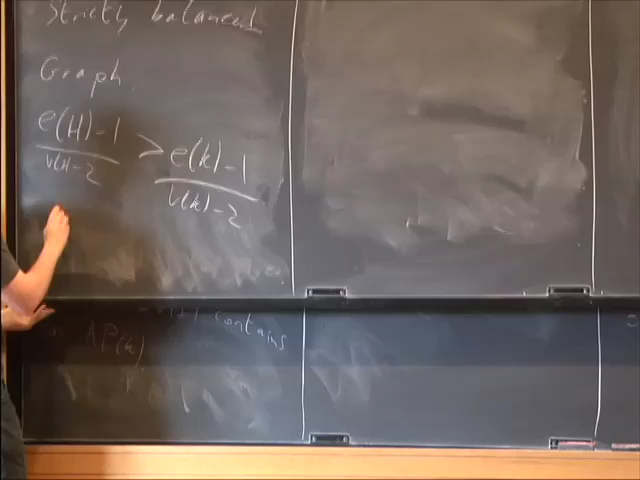 Strictly balanced
Graph.
e(H)-1 / v(H-2 > e(k)-1 / v(k)-2
contains
AP(k)